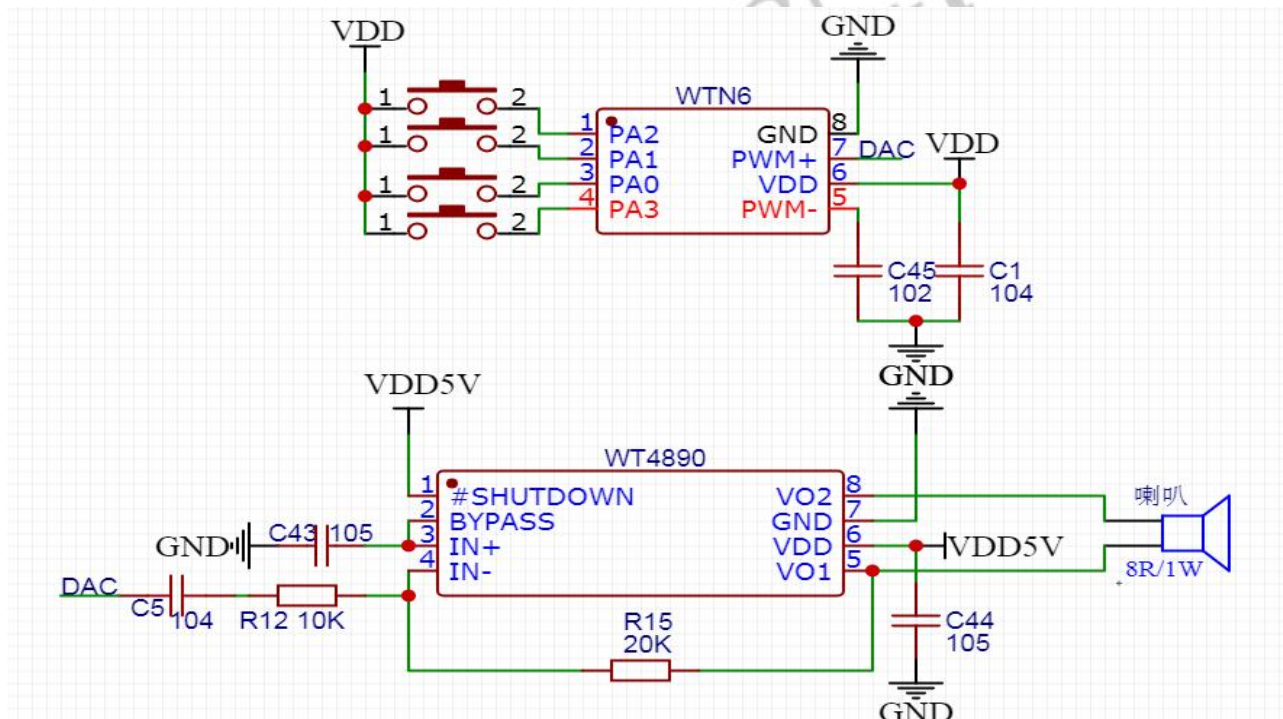 VDD
GND
WTN6
1 2
1 2
1 2
1 2
1 PA2
2 PA1
3 PA0
4 PA3
GND 8
PWM+ 7 DAC
VDD 6
PWM- 5
VDD
C45
102
C1
104
GND
VDD5V
WT4890
1 #SHUTDOWN
2 BYPASS
3 IN+
4 IN-
VO2 8
GND 7
VDD 6
VO1 5
GND
C43 105
DAC
C5
104
R12 10K
R15
20K
VDD5V
喇叭
8R/1W
C44
105
GND